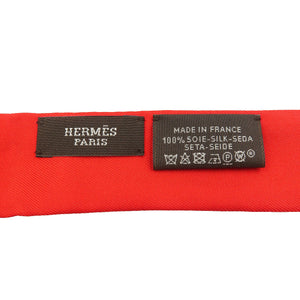 HERMÈS
PARIS
MADE IN FRANCE
100% SOIE-SILK-SEDA
SETA-SEIDE